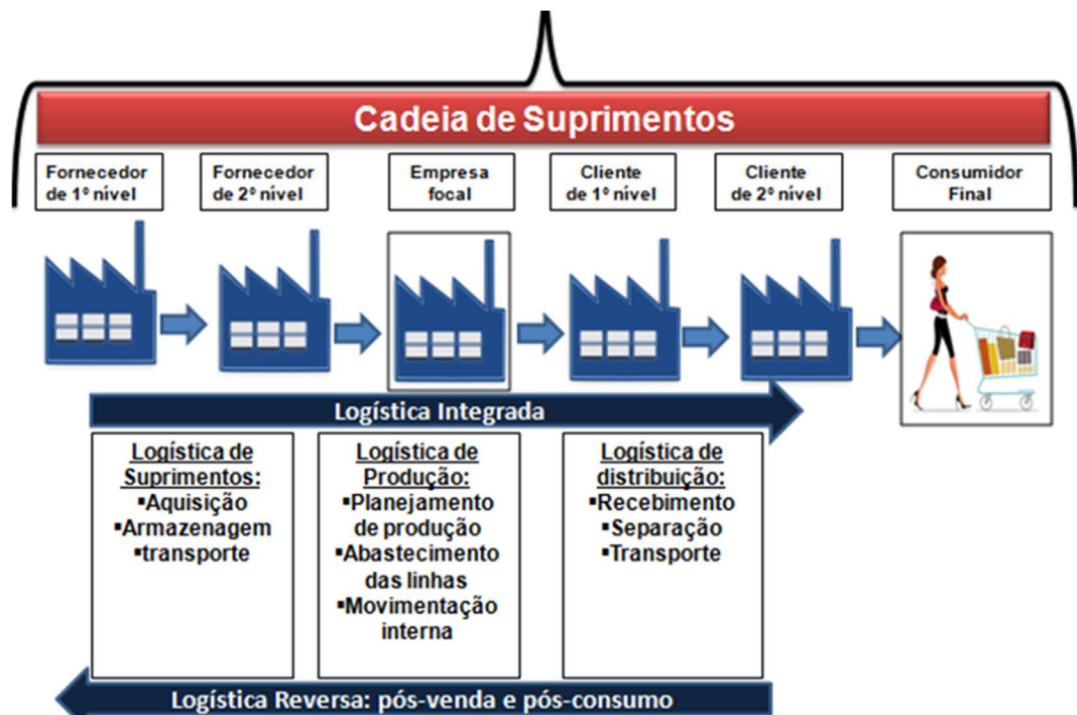 Cadeia de Suprimentos
Fornecedor
de 1º nível
Fornecedor
de 2º nível
Empresa
focal
Cliente
de 1º nível
Cliente
de 2º nível
Consumidor
Final
Logística Integrada
Logística de
Suprimentos:
▪Aquisição
▪Armazenagem
▪transporte
Logística de
Produção:
▪Planejamento
de produção
▪Abastecimento
das linhas
▪Movimentação
interna
Logística de
distribuição:
▪Recebimento
▪Separação
▪Transporte
Logística Reversa: pós-venda e pós-consumo